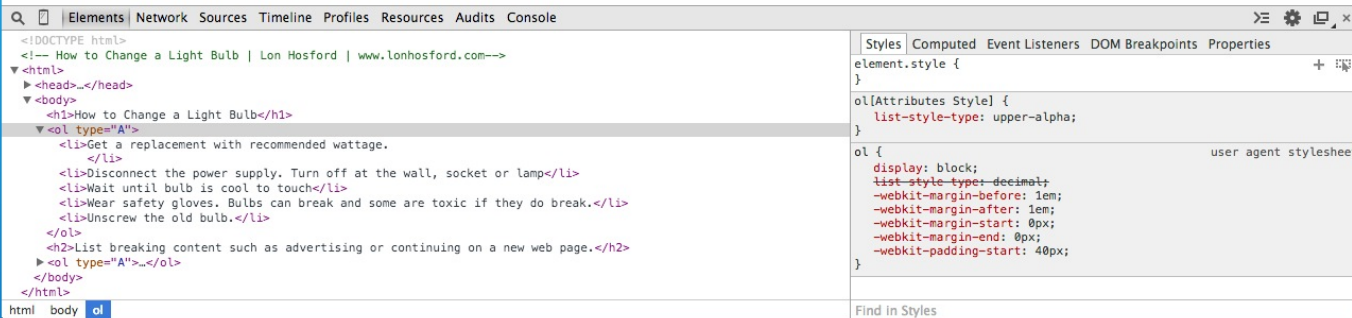 Elements Network Sources Timeline Profiles Resources Audits Console
<!DOCTYPE html>
<!-- How to Change a Light Bulb | Lon Hosford | www.lonhosford.com-->
<html>
<head>…</head>
<body>
<h1>How to Change a Light Bulb</h1>
<ol type="A">
<li>Get a replacement with recommended wattage.
</li>
<li>Disconnect the power supply. Turn off at the wall, socket or lamp</li>
<li>Wait until bulb is cool to touch</li>
<li>Wear safety gloves. Bulbs can break and some are toxic if they do break.</li>
<li>Unscrew the old bulb.</li>
</ol>
<h2>List breaking content such as advertising or continuing on a new web page.</h2>
<ol type="A">…</ol>
</body>
</html>
html body ol
Styles Computed Event Listeners DOM Breakpoints Properties
element.style {
}
ol[Attributes Style] {
list-style-type: upper-alpha;
}
ol { user agent styleshee
display: block;
list-style-type: decimal;
-webkit-margin-before: 1em;
-webkit-margin-after: 1em;
-webkit-margin-start: 0px;
-webkit-margin-end: 0px;
-webkit-padding-start: 40px;
}
Find in Styles